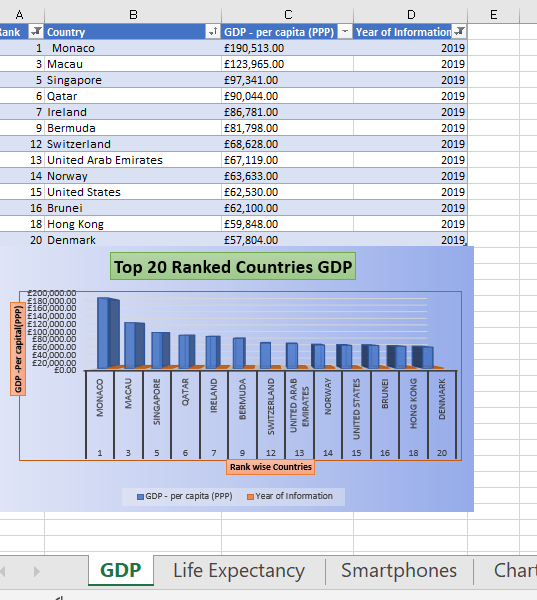 A B C D E
ank Country GDP - per capita (PPP) Year of Information
1 Monaco £190,513.00 2019
3 Macau £123,965.00 2019
5 Singapore £97,341.00 2019
6 Qatar £90,044.00 2019
7 Ireland £86,781.00 2019
9 Bermuda £81,798.00 2019
12 Switzerland £68,628.00 2019
13 United Arab Emirates £67,119.00 2019
14 Norway £63,633.00 2019
15 United States £62,530.00 2019
16 Brunei £62,100.00 2019
18 Hong Kong £59,848.00 2019
20 Denmark £57,804.00 2019
Top 20 Ranked Countries GDP
GDP -Per capital(PPP)
£200,000.00
£180,000.00
£160,000.00
£140,000.00
£120,000.00
£100,000.00
£80,000.00
£60,000.00
£40,000.00
£20,000.00
£0.00
MONACO MACAU SINGAPORE QATAR IRELAND BERMUDA SWITZERLAND UNITED ARAB EMIRATES NORWAY UNITED STATES BRUNEI HONG KONG DENMARK
1 3 5 6 7 9 12 13 14 15 16 18 20
Rank wise Countries
GDP - per capita (PPP) Year of Information
GDP Life Expectancy Smartphones Chart